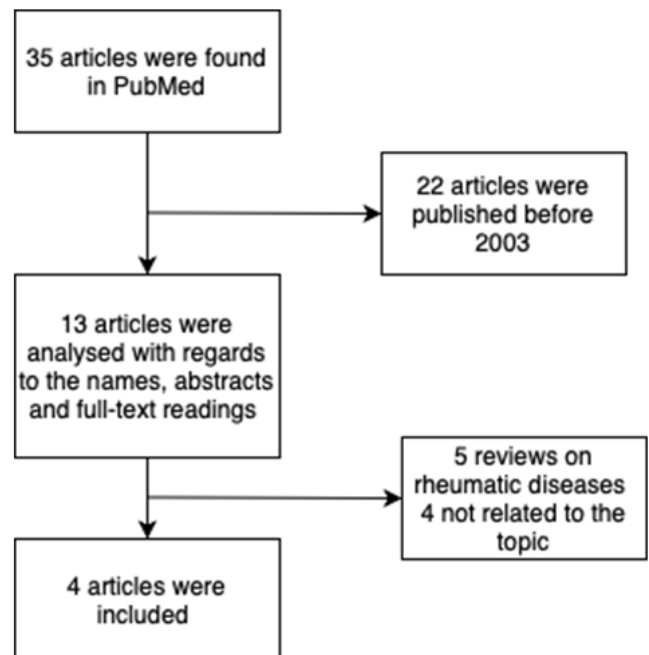 35 articles were found
in PubMed
22 articles were
published before
2003
13 articles were
analysed with regards
to the names, abstracts
and full-text readings
5 reviews on
rheumatic diseases
4 not related to the
topic
4 articles were
included